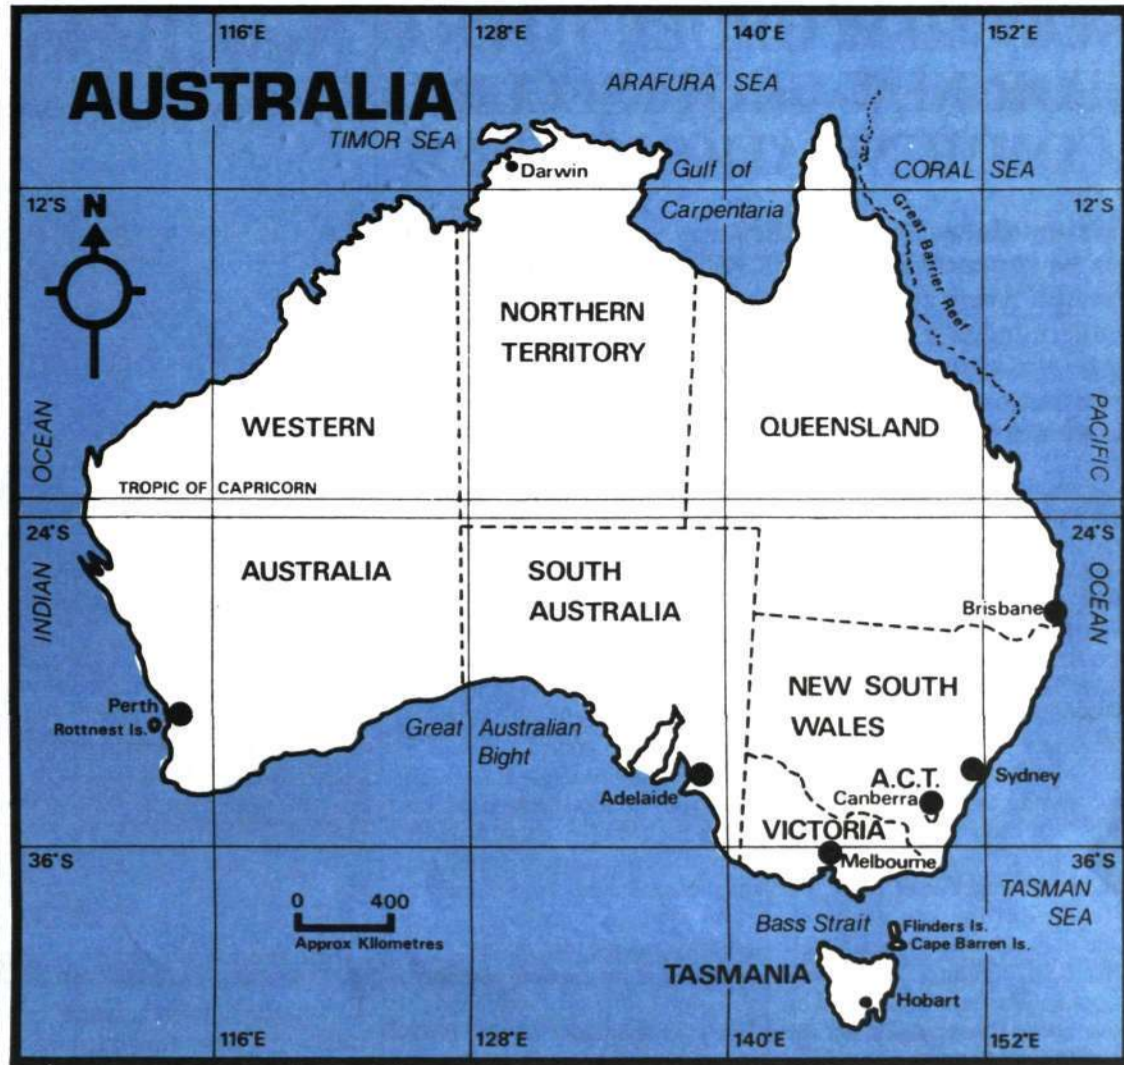 116°E
128°E
140°E
152°E
AUSTRALIA
ARAFURA SEA
TIMOR SEA
Darwin
Gulf of
Carpentaria
CORAL SEA
12°S
12°S
N
Great Barrier Reef
NORTHERN
TERRITORY
WESTERN
QUEENSLAND
INDIAN OCEAN
PACIFIC OCEAN
TROPIC OF CAPRICORN
24°S
24°S
AUSTRALIA
SOUTH
AUSTRALIA
Brisbane
Perth
Rottnest Is.
Great Australian
Bight
NEW SOUTH
WALES
Adelaide
A.C.T.
Canberra
Sydney
VICTORIA
Melbourne
36°S
36°S
TASMAN
SEA
0 400
Approx Kilometres
Bass Strait
Flinders Is.
Cape Barren Is.
TASMANIA
Hobart
116°E
128°E
140°E
152°E